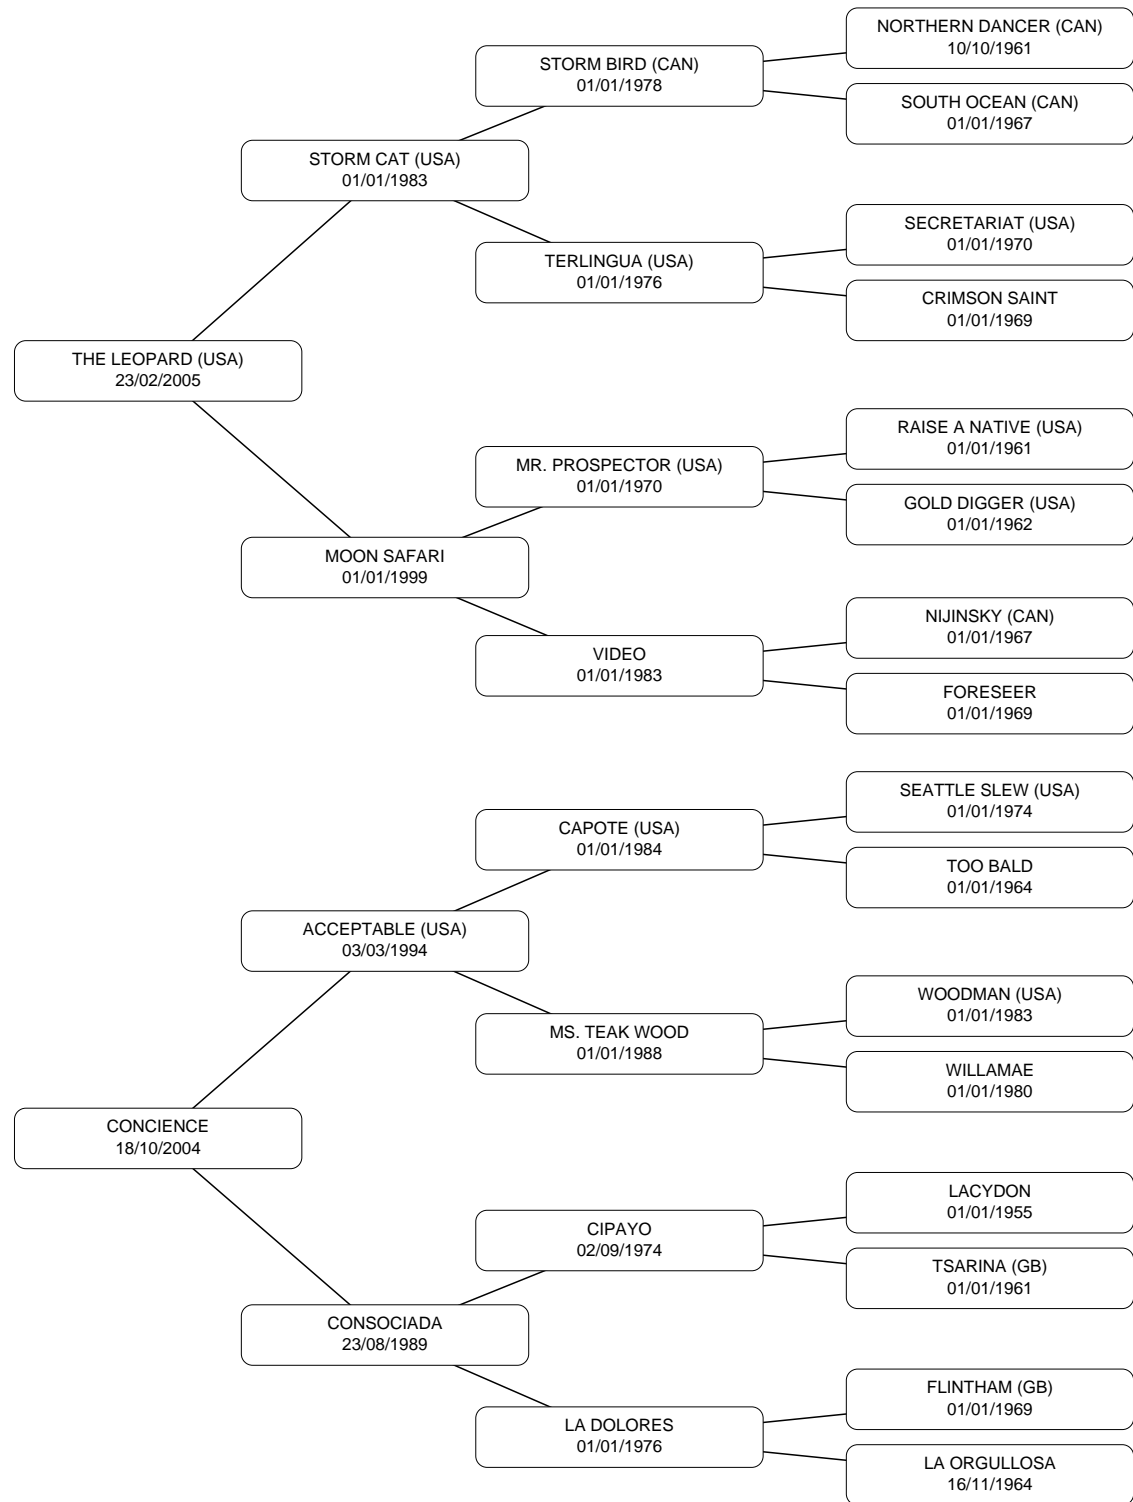 NORTHERN DANCER (CAN)
10/10/1961
STORM BIRD (CAN)
01/01/1978
SOUTH OCEAN (CAN)
01/01/1967
STORM CAT (USA)
01/01/1983
SECRETARIAT (USA)
01/01/1970
TERLINGUA (USA)
01/01/1976
CRIMSON SAINT
01/01/1969
THE LEOPARD (USA)
23/02/2005
RAISE A NATIVE (USA)
01/01/1961
MR. PROSPECTOR (USA)
01/01/1970
GOLD DIGGER (USA)
01/01/1962
MOON SAFARI
01/01/1999
NIJINSKY (CAN)
01/01/1967
VIDEO
01/01/1983
FORESEER
01/01/1969
SEATTLE SLEW (USA)
01/01/1974
CAPOTE (USA)
01/01/1984
TOO BALD
01/01/1964
ACCEPTABLE (USA)
03/03/1994
WOODMAN (USA)
01/01/1983
MS. TEAK WOOD
01/01/1988
WILLAMAE
01/01/1980
CONCIENCE
18/10/2004
LACYDON
01/01/1955
CIPAYO
02/09/1974
TSARINA (GB)
01/01/1961
CONSOCIADA
23/08/1989
FLINTHAM (GB)
01/01/1969
LA DOLORES
01/01/1976
LA ORGULLOSA
16/11/1964